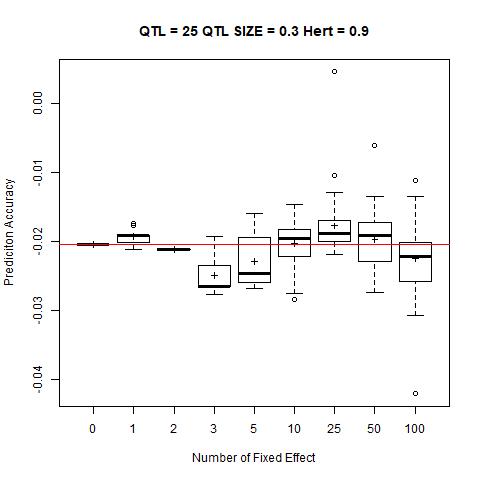 QTL = 25 QTL SIZE = 0.3 Hert = 0.9
0.00
-0.01
-0.02
-0.03
-0.04
Prediciton Accuracy
0 1 2 3 5 10 25 50 100
Number of Fixed Effect